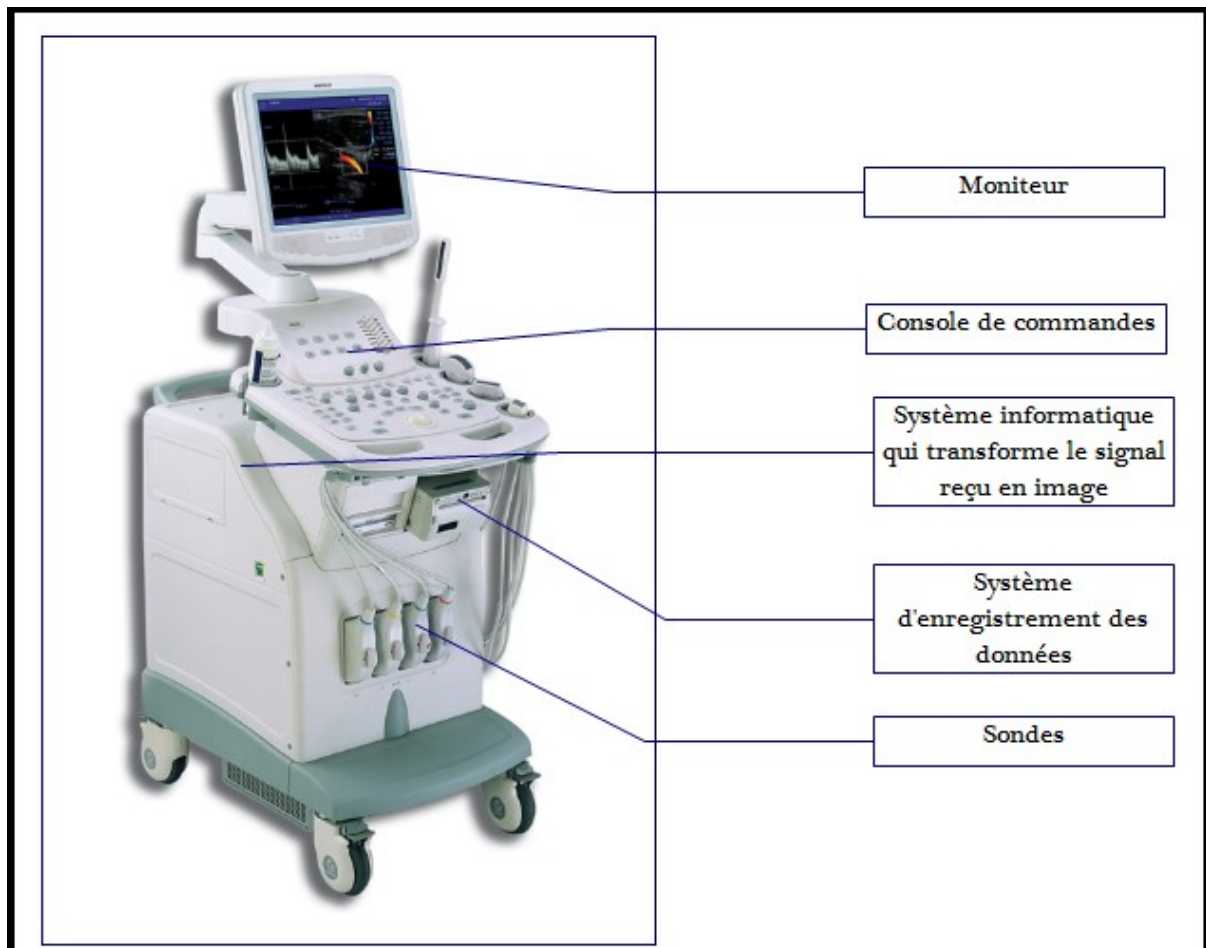 Moniteur
Console de commandes
Système informatique
qui transforme le signal
reçu en image
Système
d'enregistrement des
données
Sondes